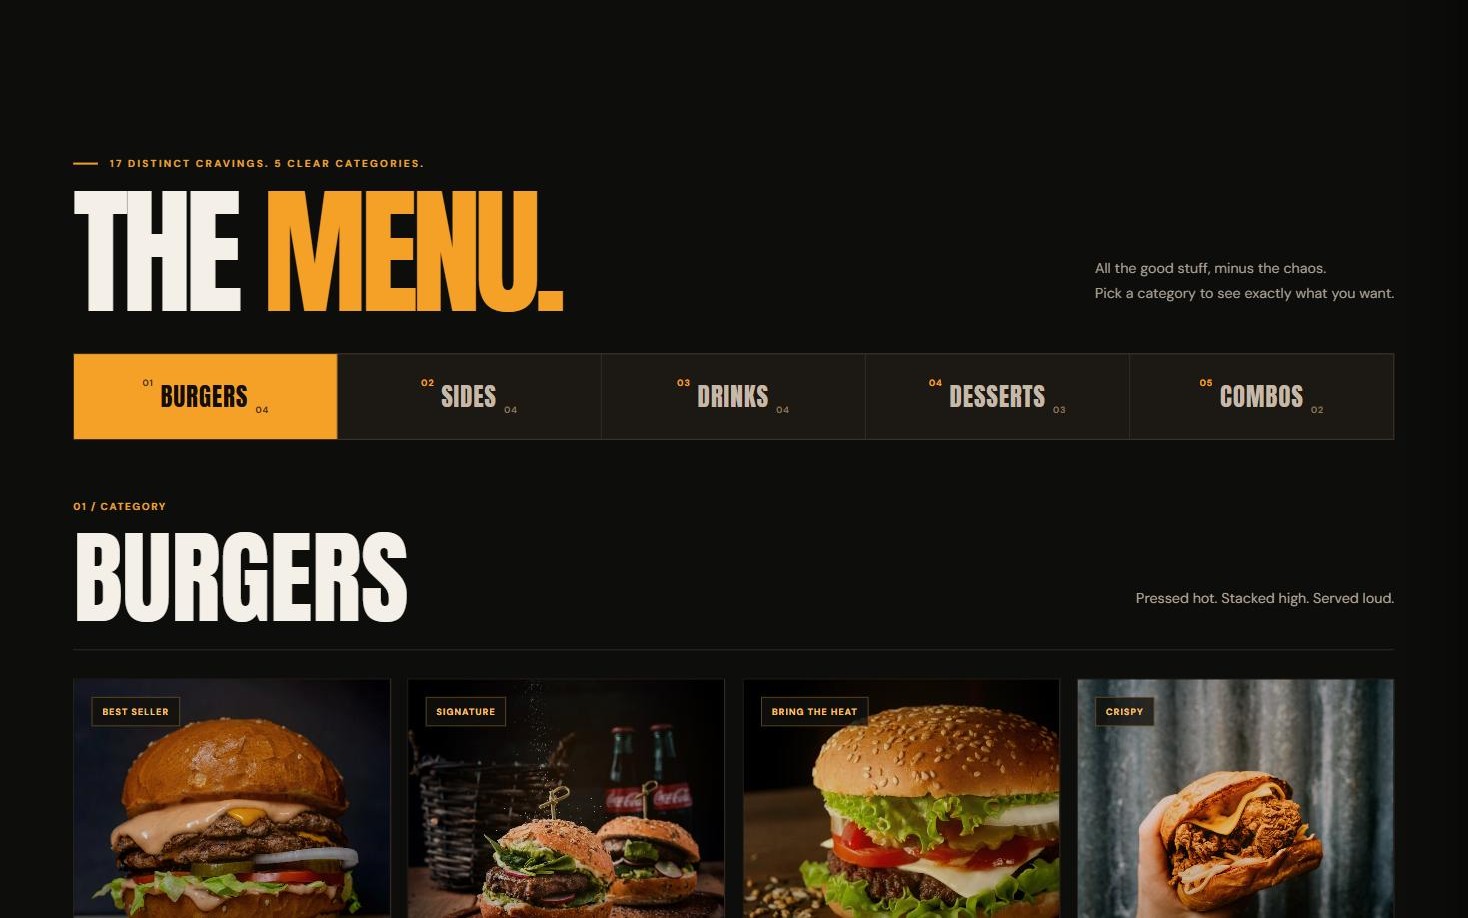 17 DISTINCT CRAVINGS. 5 CLEAR CATEGORIES.
THE MENU.
All the good stuff, minus the chaos.
Pick a category to see exactly what you want.
01 BURGERS 04
02 SIDES 04
03 DRINKS 04
04 DESSERTS 03
05 COMBOS 02
01 / CATEGORY
BURGERS
Pressed hot. Stacked high. Served loud.
BEST SELLER
SIGNATURE
BRING THE HEAT
CRISPY